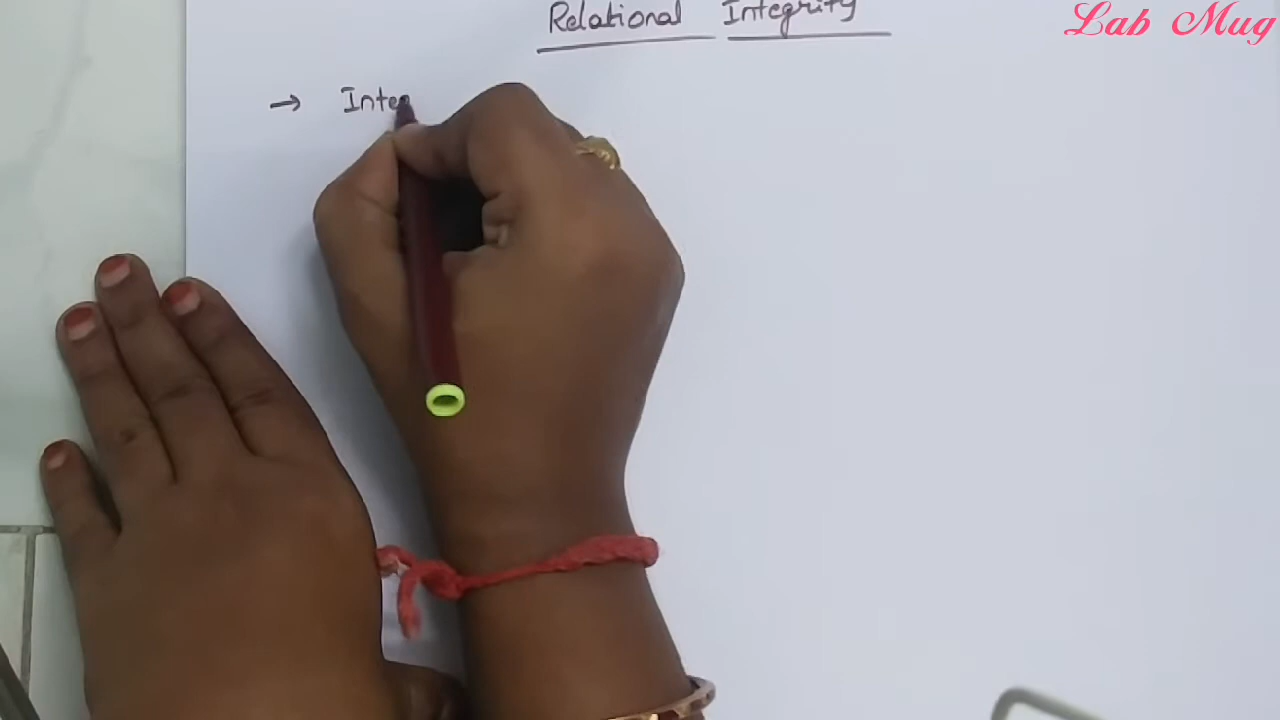 Relational Integrity
Lab Mug
→ Inte